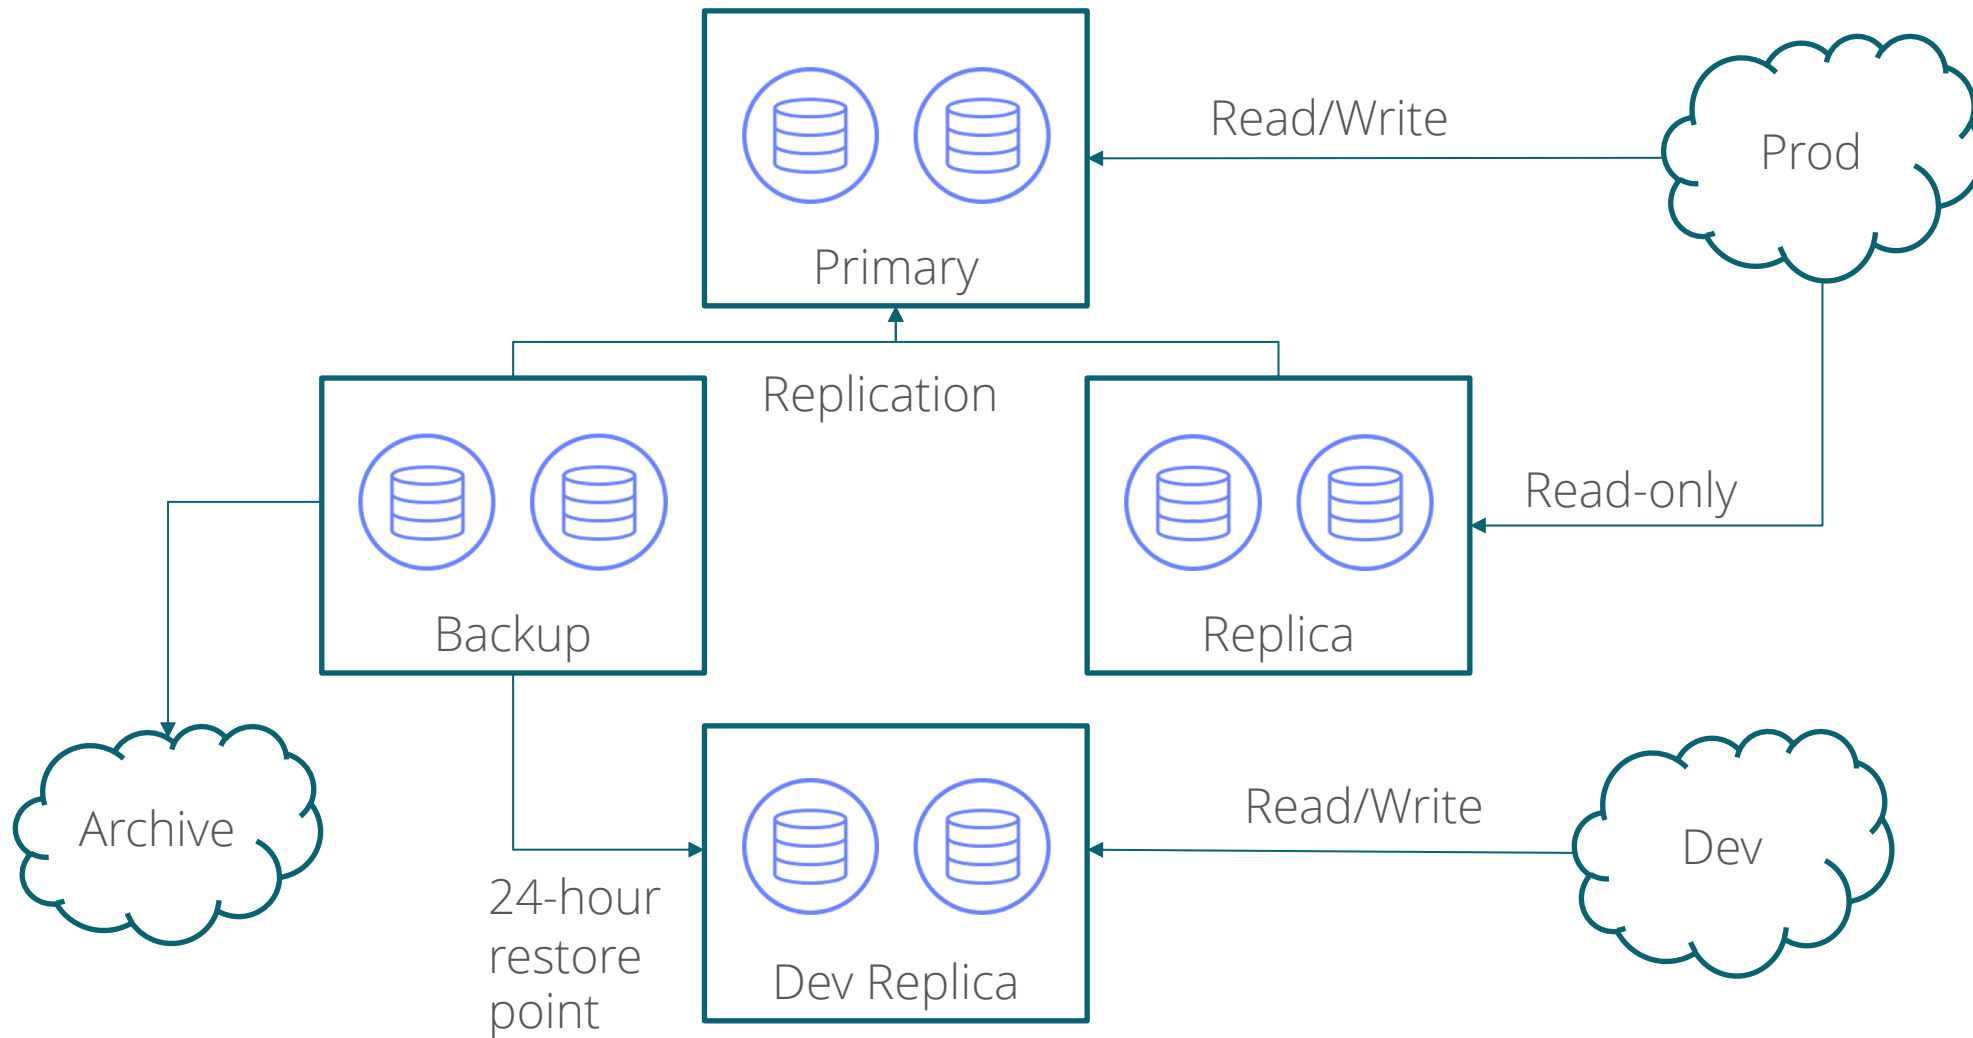 Read/Write
Prod
Primary
Replication
Read-only
Backup
Replica
Archive
Read/Write
Dev
24-hour
restore
point
Dev Replica